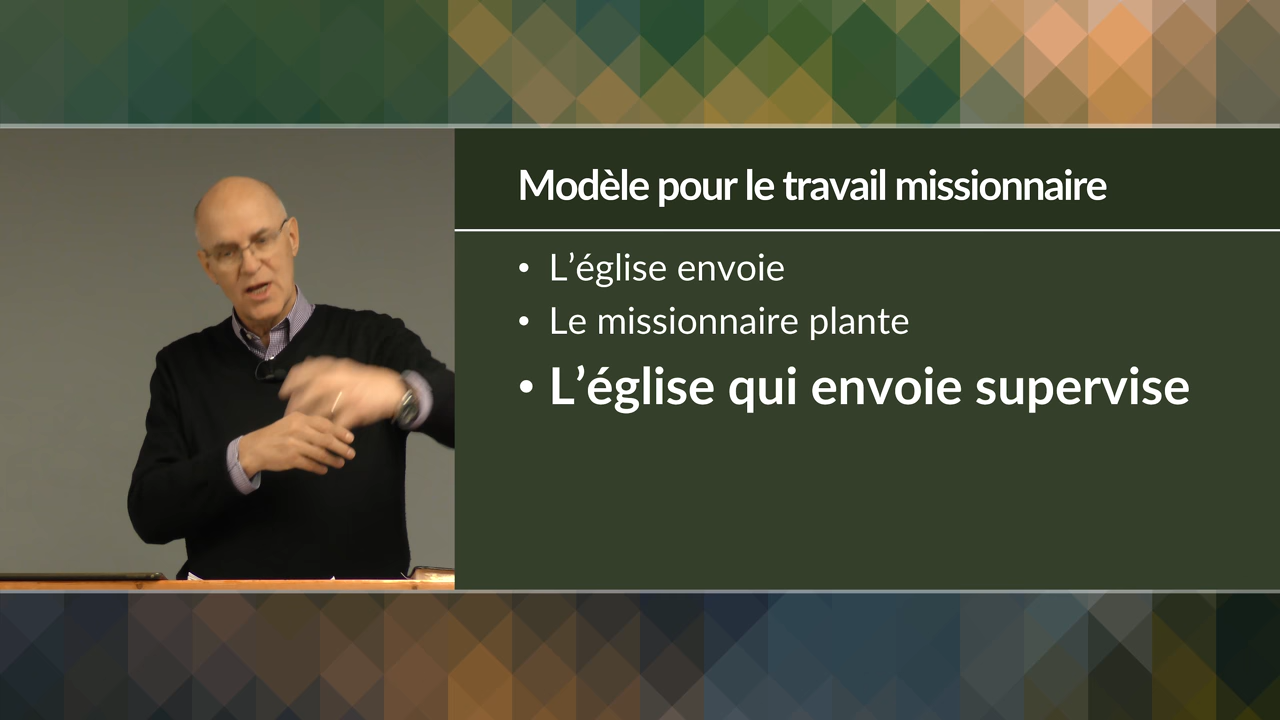 Modèle pour le travail missionnaire
• L’église envoie
• Le missionnaire plante
• L’église qui envoie supervise